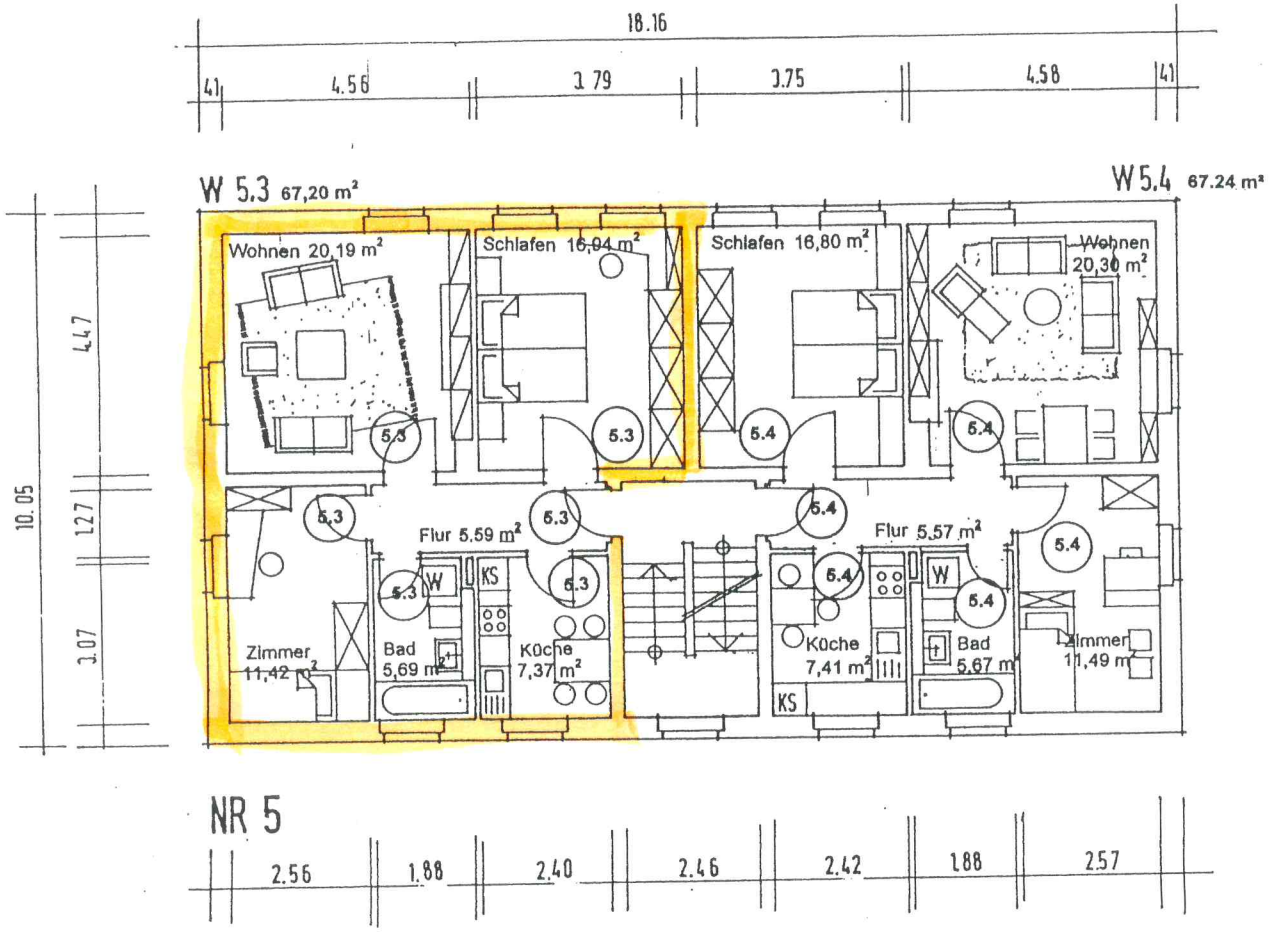 18.16
41 4.56 3.79 3.75 4.58 41
W 5.3 67,20 m²
W 5.4 67.24 m²
Wohnen 20,19 m²
Schlafen 16,94 m²
Schlafen 16,80 m²
Wohnen
20,30 m²
4.47
5.3
5.3
5.4
5.4
10.05
1.27
5.3
5.3
5.4
Flur 5.59 m²
Flur 5,57 m²
5.4
KS
W
5.3
5.3
5.4
W
5.4
3.07
Zimmer
11,42 m²
Bad
5,69 m²
Küche
7,37 m²
Küche
7,41 m²
Bad
5,67 m²
Zimmer
11,49 m²
KS
NR 5
2.56 1.88 2.40 2.46 2.42 1.88 2.57